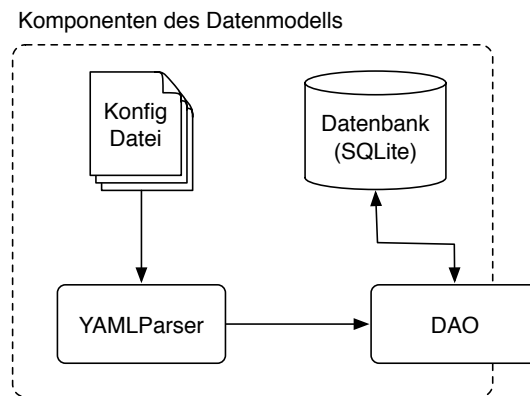 Komponenten des Datenmodells
Konfig
Datei
Datenbank
(SQLite)
YAMLParser
DAO